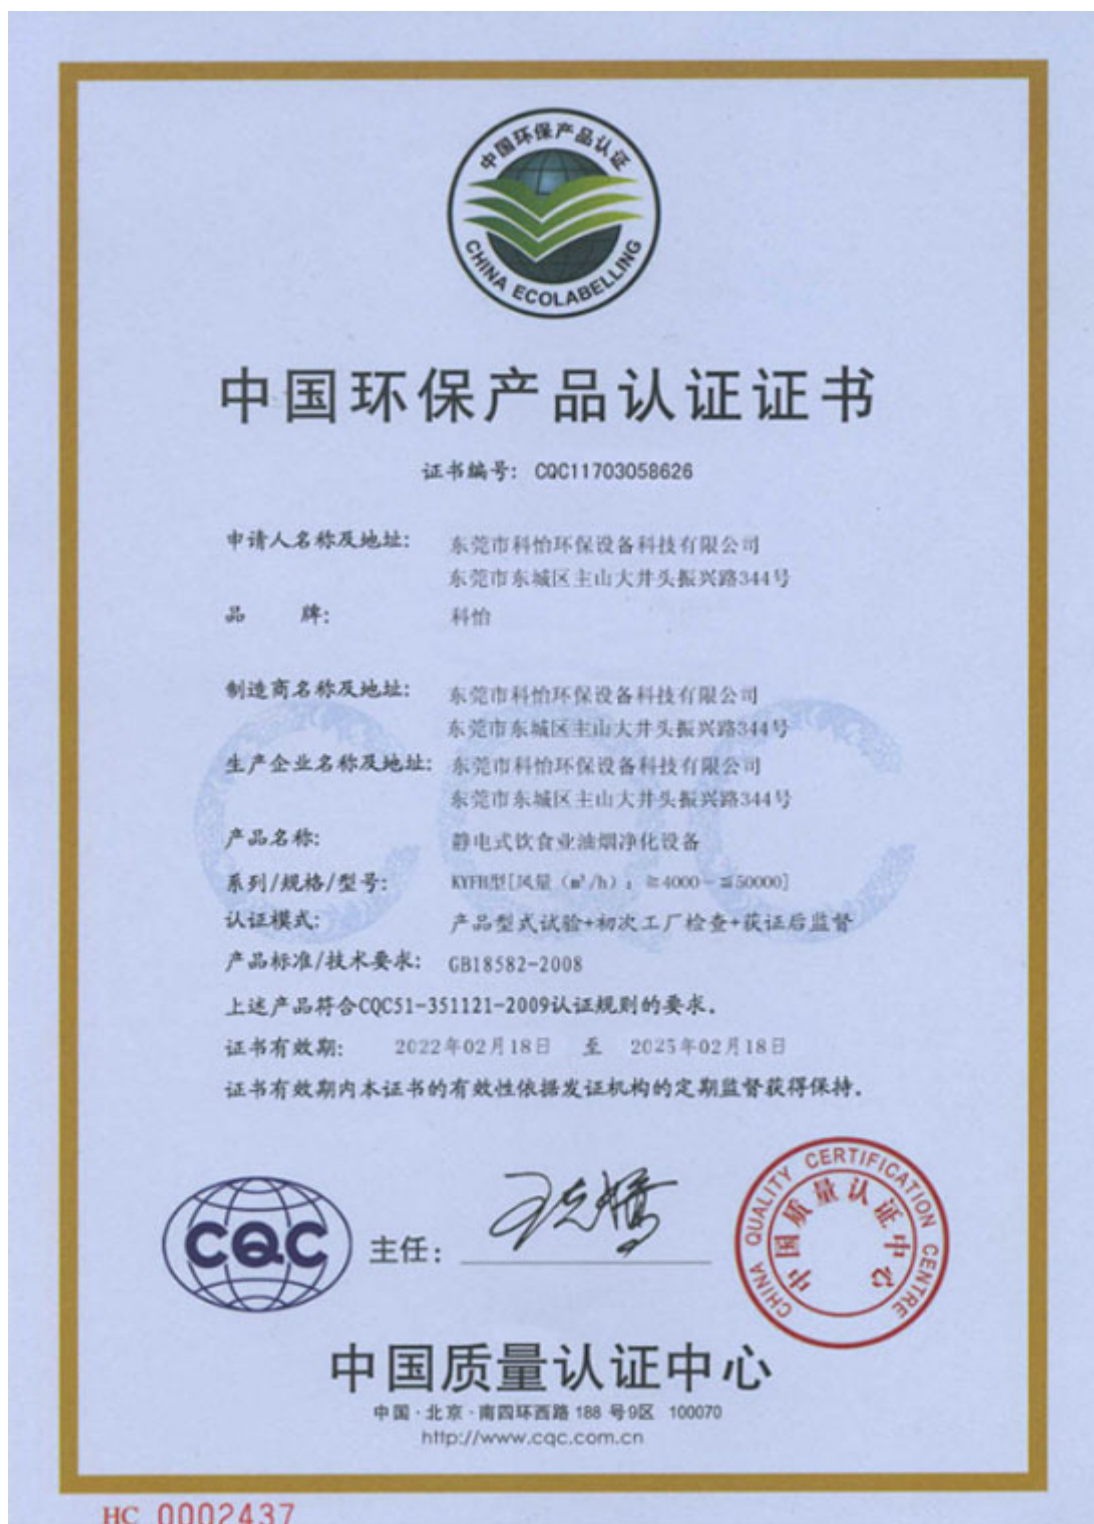 中国环保产品认证
CHINA ECOLABELLING
中国环保产品认证证书
证书编号: CQC11703058626
申请人名称及地址: 东莞市科怡环保设备科技有限公司
东莞市东城区主山大井头振兴路344号
品 牌: 科怡
制造商名称及地址: 东莞市科怡环保设备科技有限公司
东莞市东城区主山大井头振兴路344号
生产企业名称及地址: 东莞市科怡环保设备科技有限公司
东莞市东城区主山大井头振兴路344号
产品名称: 静电式饮食业油烟净化设备
系列/规格/型号: KYFH型[风量（m³/h）: ≧4000-≦50000]
认证模式: 产品型式试验+初次工厂检查+获证后监督
产品标准/技术要求: GB18582-2008
上述产品符合CQC51-351121-2009认证规则的要求.
证书有效期: 2022年02月18日 至 2025年02月18日
证书有效期内本证书的有效性依据发证机构的定期监督获得保持.
CQC
主任:
CHINA QUALITY CERTIFICATION CENTRE
中国质量认证中心
中国质量认证中心
中国·北京·南四环西路 188 号9区 100070
http://www.cqc.com.cn
HC 0002437